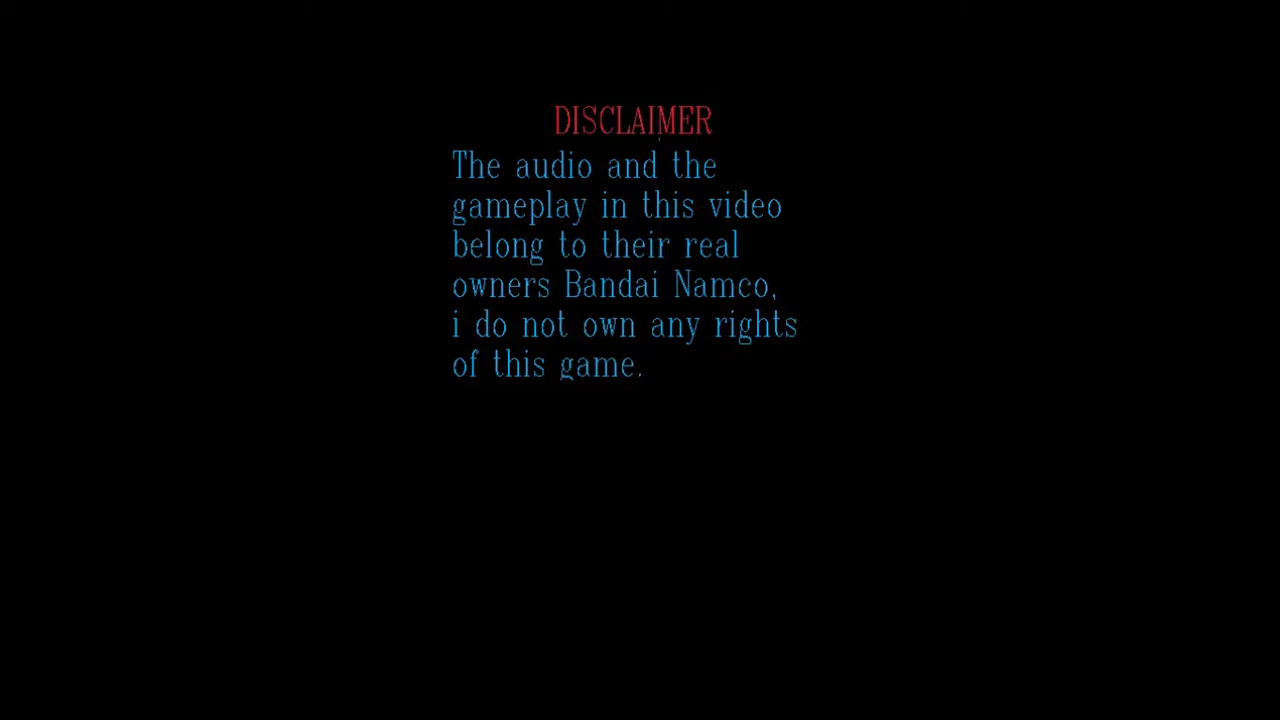 DISCLAIMER
The audio and the
gameplay in this video
belong to their real
owners Bandai Namco,
i do not own any rights
of this game.